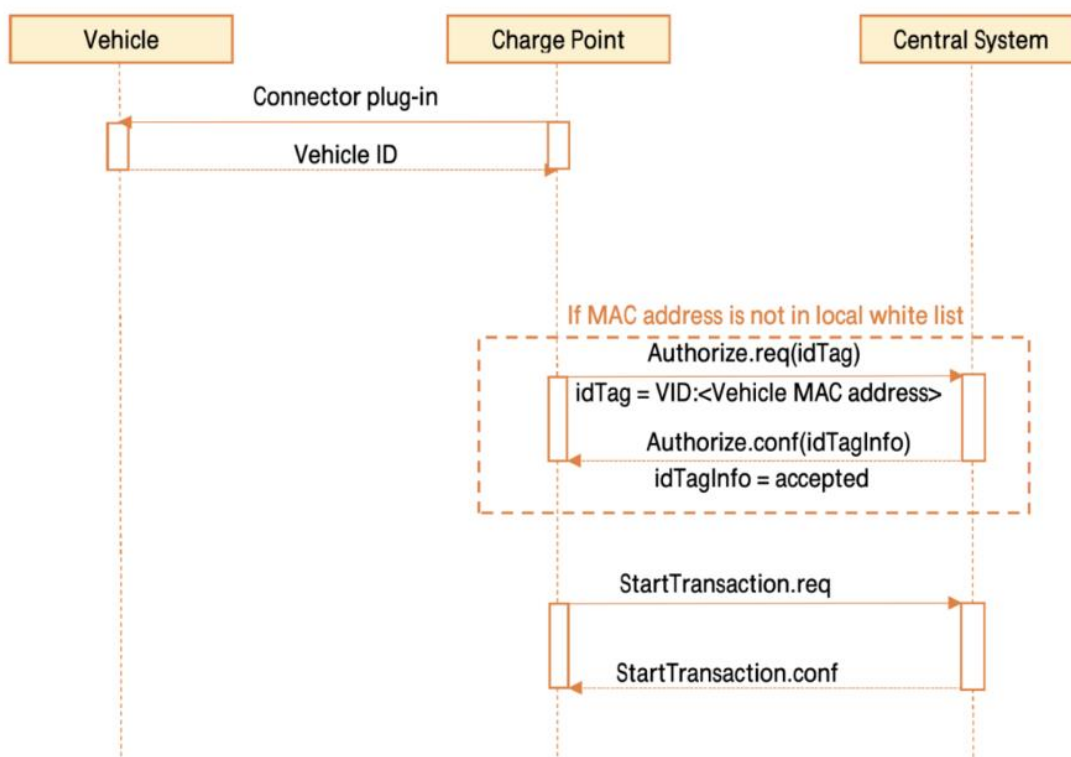 Vehicle
Charge Point
Central System
Connector plug-in
Vehicle ID
If MAC address is not in local white list
Authorize.req(idTag)
idTag = VID:<Vehicle MAC address>
Authorize.conf(idTagInfo)
idTagInfo = accepted
StartTransaction.req
StartTransaction.conf